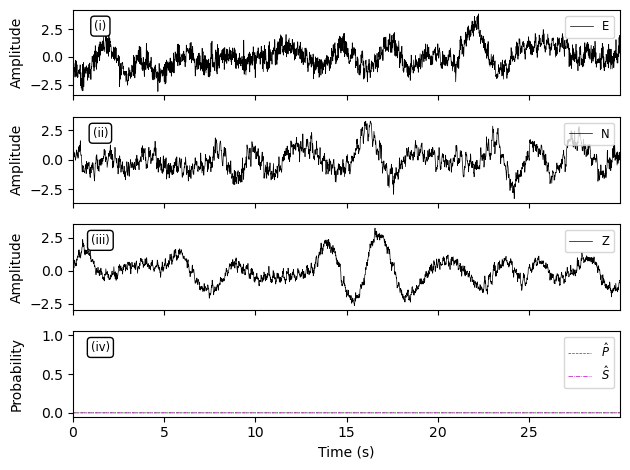 (i)
E
Amplitude
2.5
0.0
−2.5
(ii)
N
Amplitude
2.5
0.0
−2.5
(iii)
Z
Amplitude
2.5
0.0
−2.5
(iv)
P̂
Ŝ
Probability
1.0
0.5
0.0
0 5 10 15 20 25
Time (s)